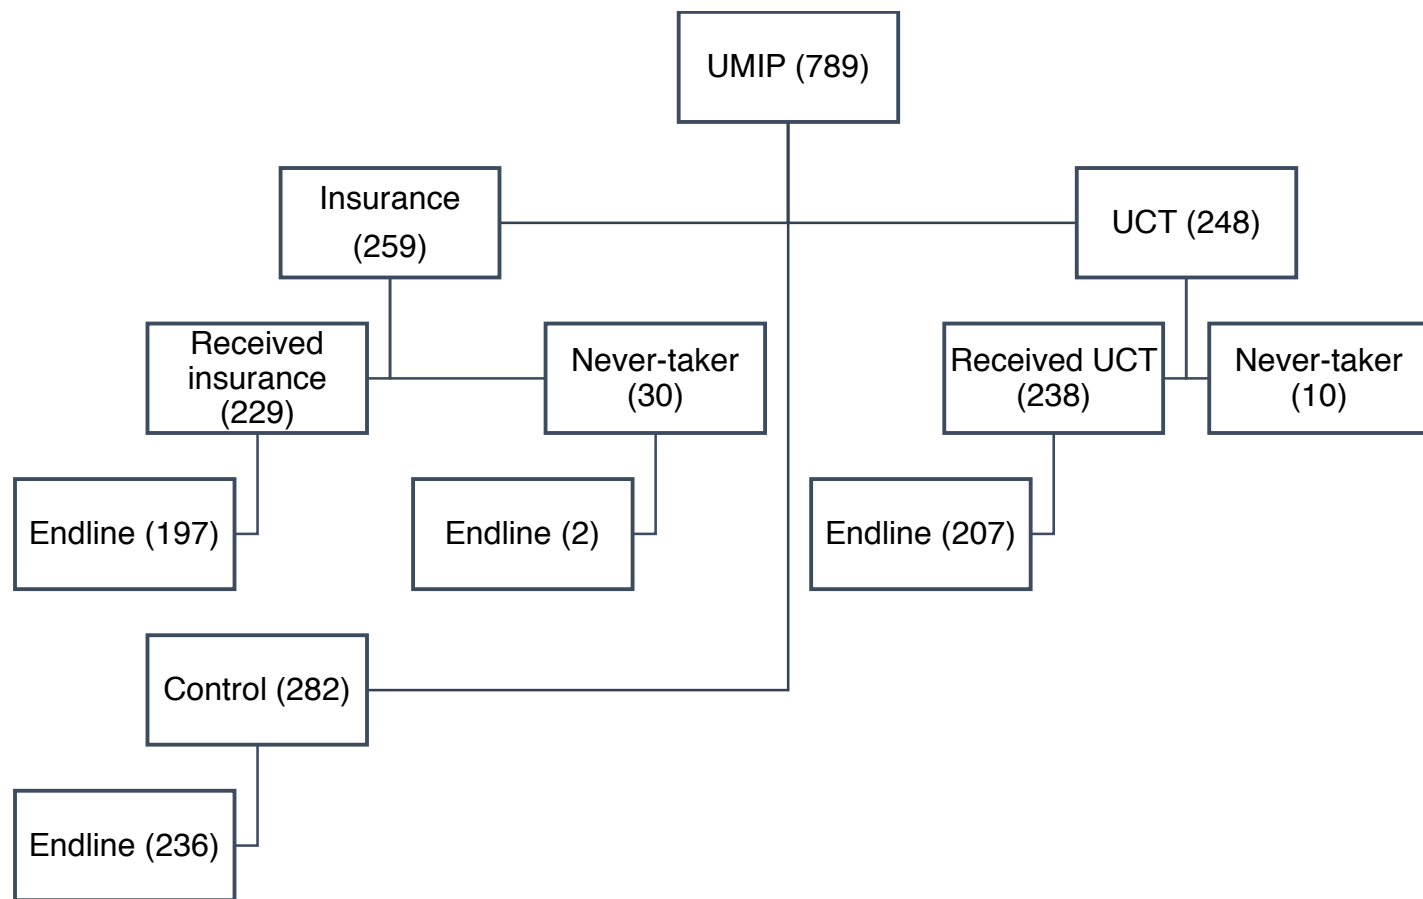 UMIP (789)
Insurance
(259)
UCT (248)
Received
insurance
(229)
Never-taker
(30)
Received UCT
(238)
Never-taker
(10)
Endline (197)
Endline (2)
Endline (207)
Control (282)
Endline (236)